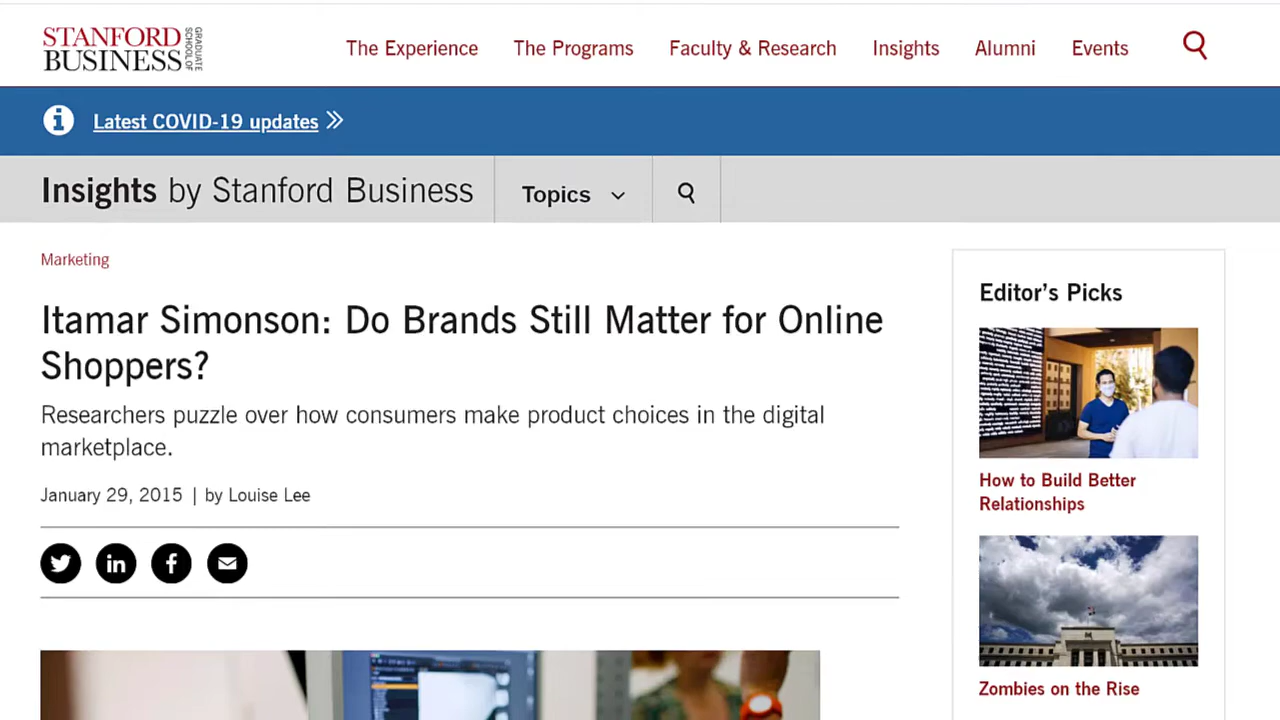 STANFORD
BUSINESS
GRADUATE
SCHOOL OF
The Experience
The Programs
Faculty & Research
Insights
Alumni
Events
Latest COVID-19 updates
Insights by Stanford Business
Topics
Marketing
Itamar Simonson: Do Brands Still Matter for Online
Shoppers?
Researchers puzzle over how consumers make product choices in the digital
marketplace.
January 29, 2015 | by Louise Lee
Editor's Picks
How to Build Better
Relationships
Zombies on the Rise